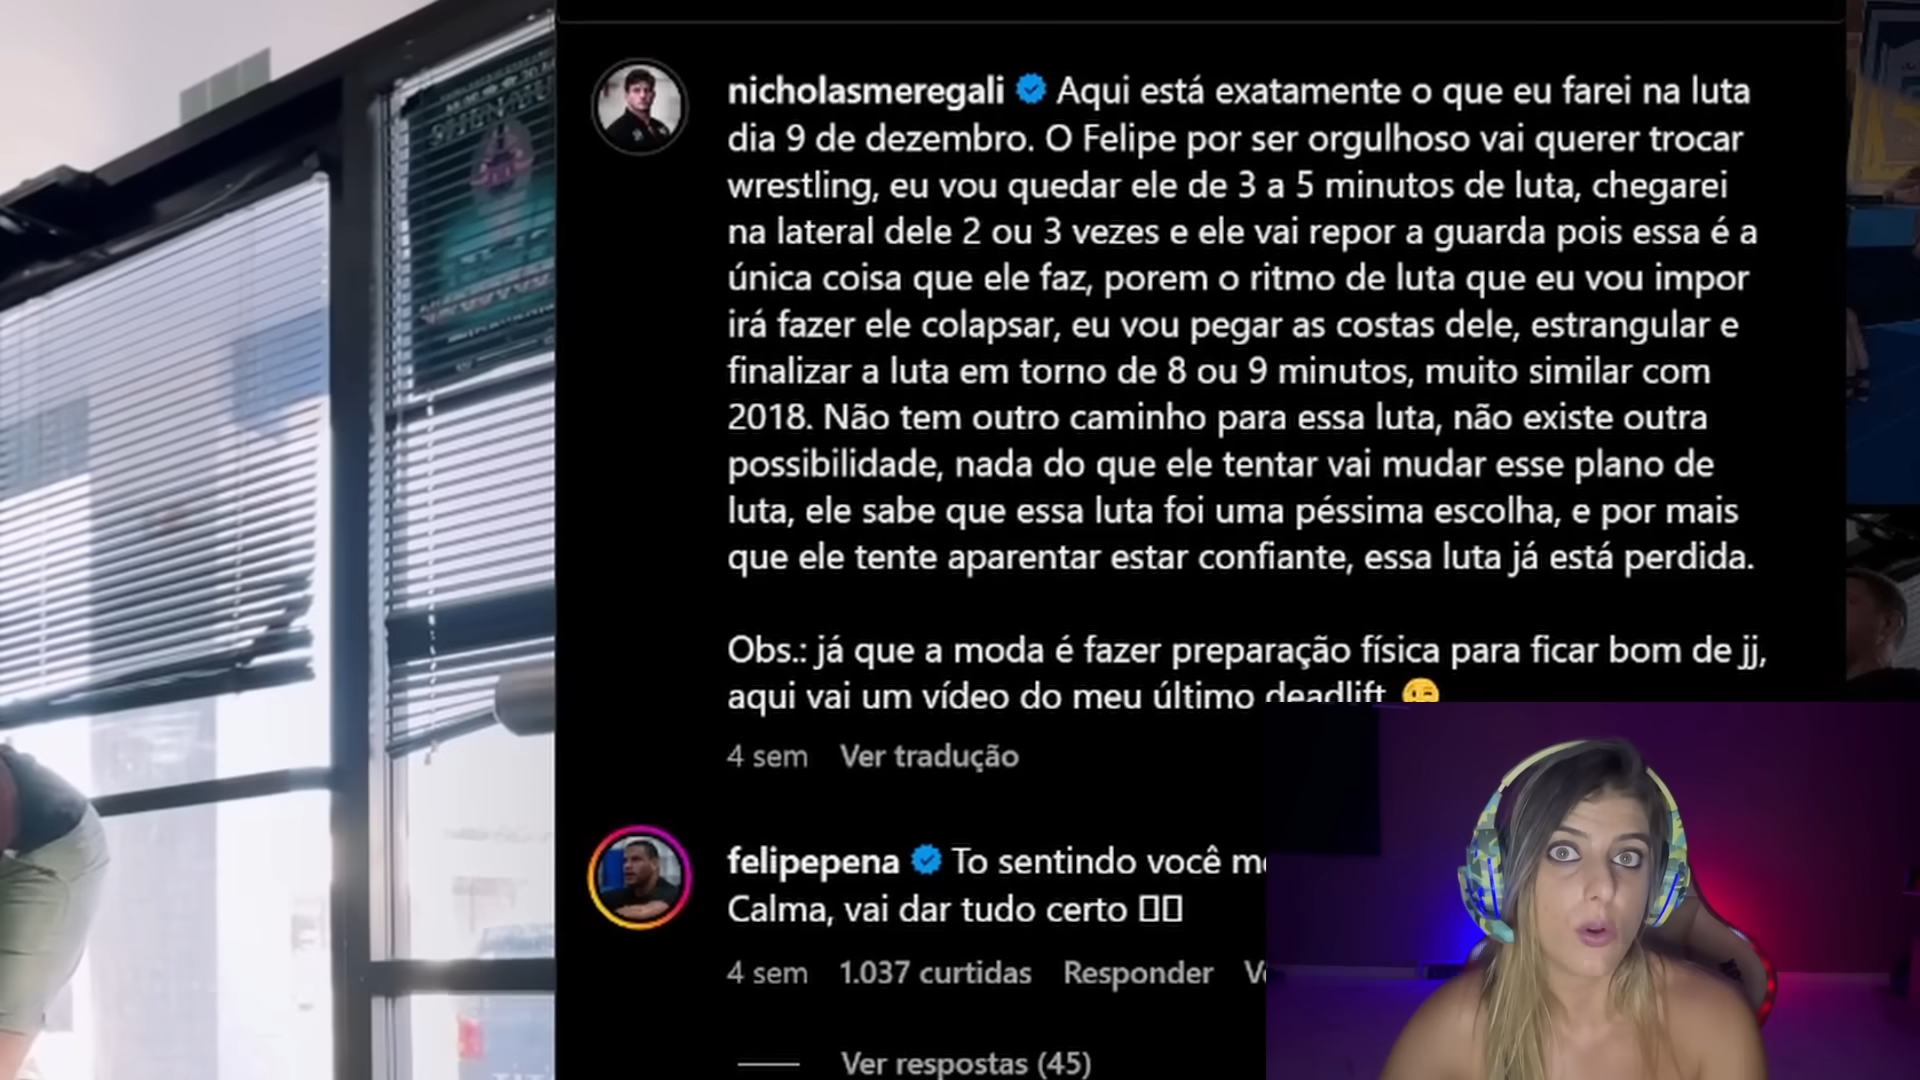 nicholasmeregali Aqui está exatamente o que eu farei na luta
dia 9 de dezembro. O Felipe por ser orgulhoso vai querer trocar
wrestling, eu vou quedar ele de 3 a 5 minutos de luta, chegarei
na lateral dele 2 ou 3 vezes e ele vai repor a guarda pois essa é a
única coisa que ele faz, porem o ritmo de luta que eu vou impor
irá fazer ele colapsar, eu vou pegar as costas dele, estrangular e
finalizar a luta em torno de 8 ou 9 minutos, muito similar com
2018. Não tem outro caminho para essa luta, não existe outra
possibilidade, nada do que ele tentar vai mudar esse plano de
luta, ele sabe que essa luta foi uma péssima escolha, e por mais
que ele tente aparentar estar confiante, essa luta já está perdida.
Obs.: já que a moda é fazer preparação física para ficar bom de jj,
aqui vai um vídeo do meu último deadlift 😉
4 sem Ver tradução
felipepena To sentindo você
Calma, vai dar tudo certo
4 sem 1.037 curtidas Responder
Ver respostas (45)